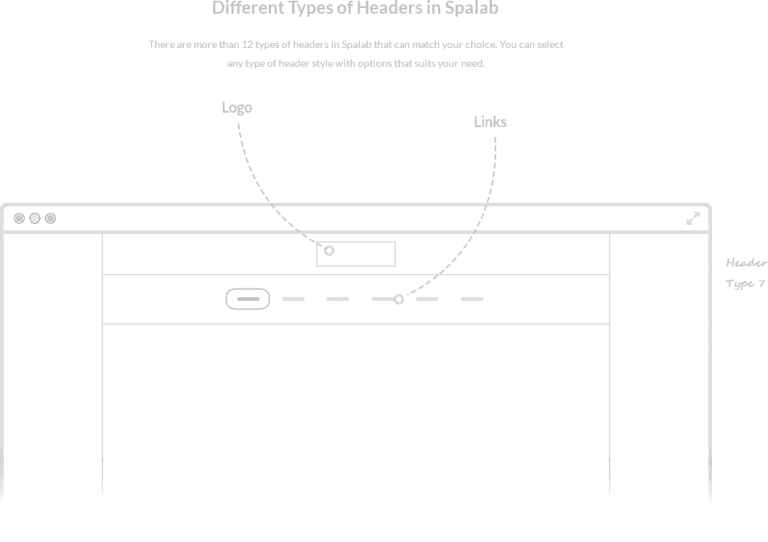 Different Types of Headers in Spalab
There are more than 12 types of headers in Spalab that can match your choice. You can select
any type of header style with options that suits your need.
Logo
Links
Header
Type 7